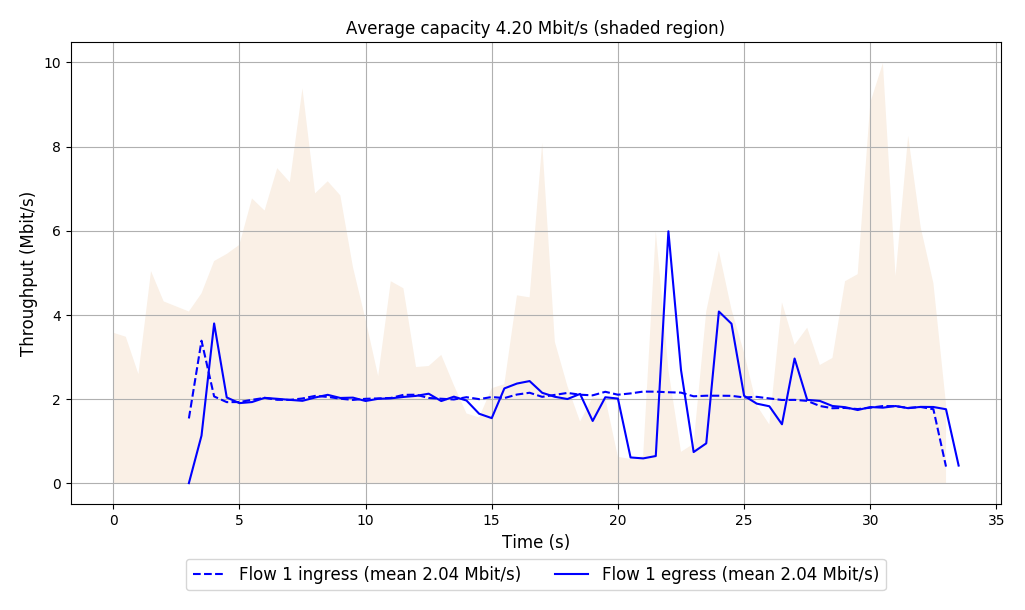 Average capacity 4.20 Mbit/s (shaded region)
Throughput (Mbit/s)
10
8
6
4
2
0
0 5 10 15 20 25 30 35
Time (s)
Flow 1 ingress (mean 2.04 Mbit/s) Flow 1 egress (mean 2.04 Mbit/s)